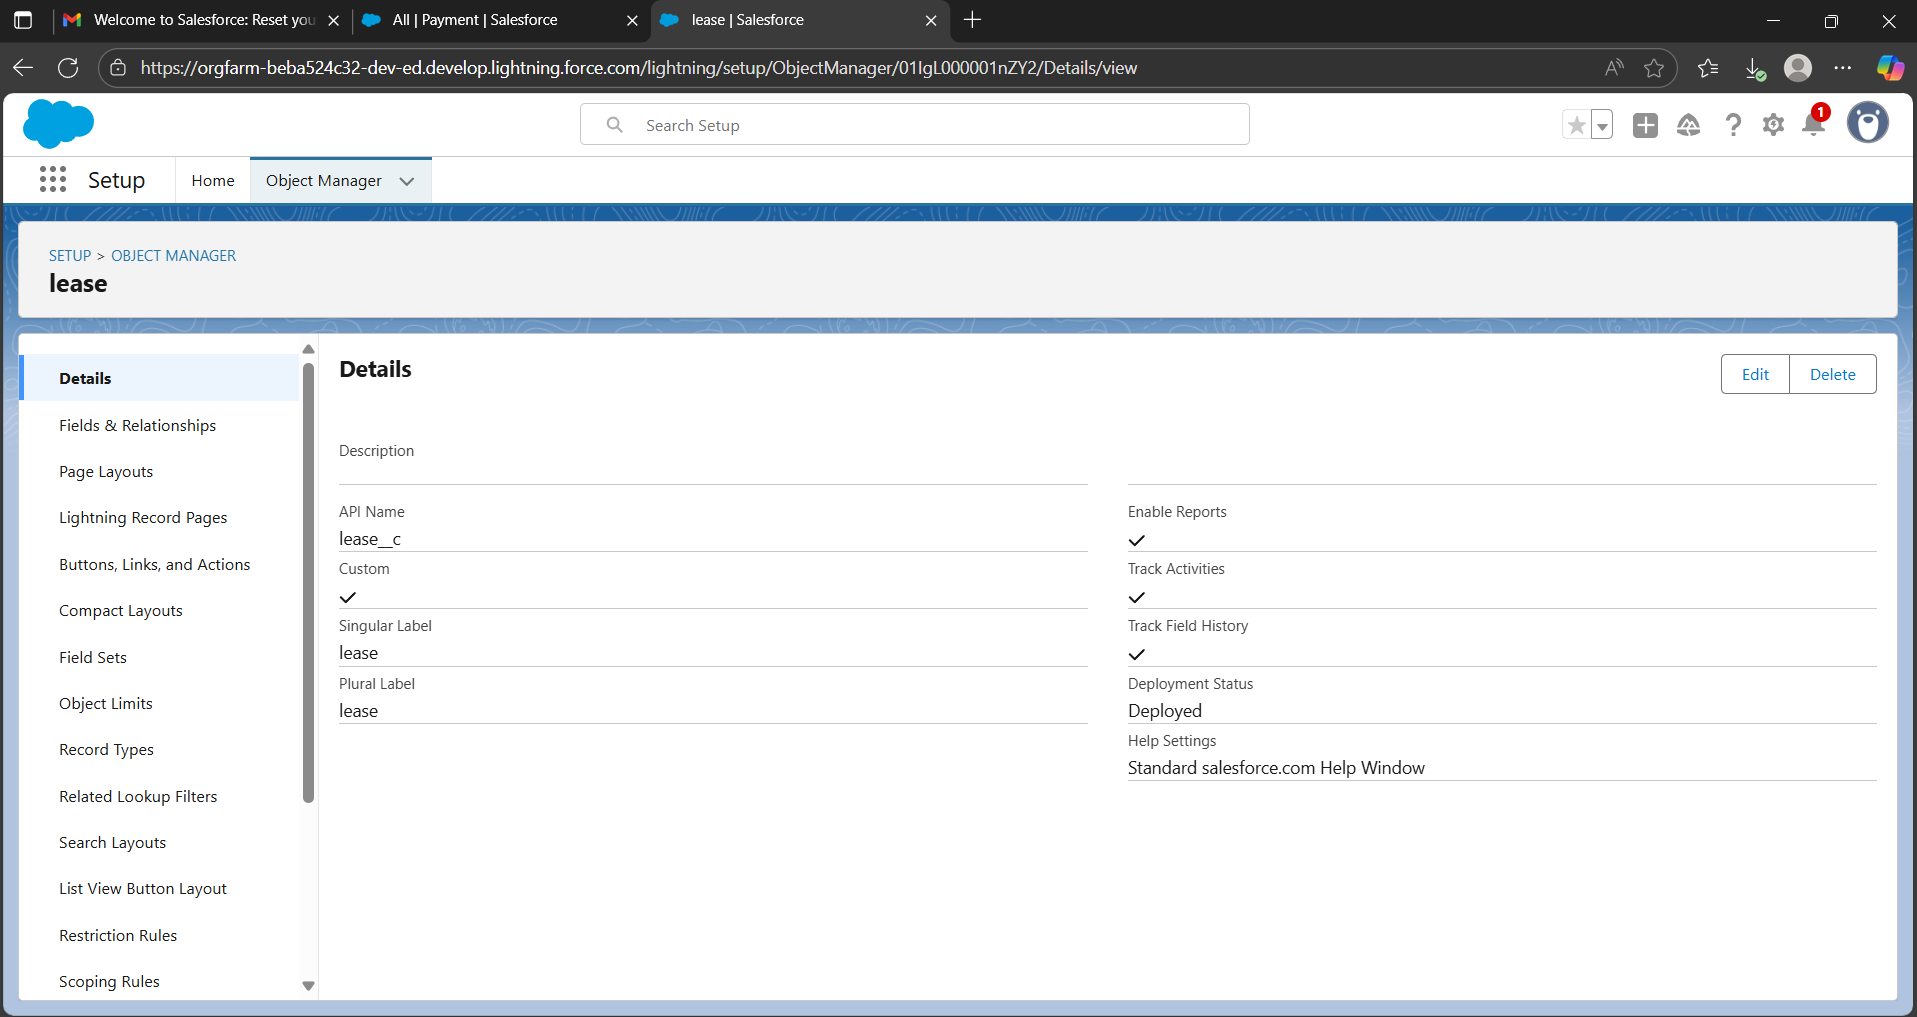 Welcome to Salesforce: Reset you
All | Payment | Salesforce
lease | Salesforce
https://orgfarm-beba524c32-dev-ed.develop.lightning.force.com/lightning/setup/ObjectManager/01IgL000001nZY2/Details/view
Search Setup
1
Setup
Home
Object Manager
SETUP > OBJECT MANAGER
lease
Details
Fields & Relationships
Page Layouts
Lightning Record Pages
Buttons, Links, and Actions
Compact Layouts
Field Sets
Object Limits
Record Types
Related Lookup Filters
Search Layouts
List View Button Layout
Restriction Rules
Scoping Rules
Details
Edit
Delete
Description
API Name
lease__c
Custom
Singular Label
lease
Plural Label
lease
Enable Reports
Track Activities
Track Field History
Deployment Status
Deployed
Help Settings
Standard salesforce.com Help Window